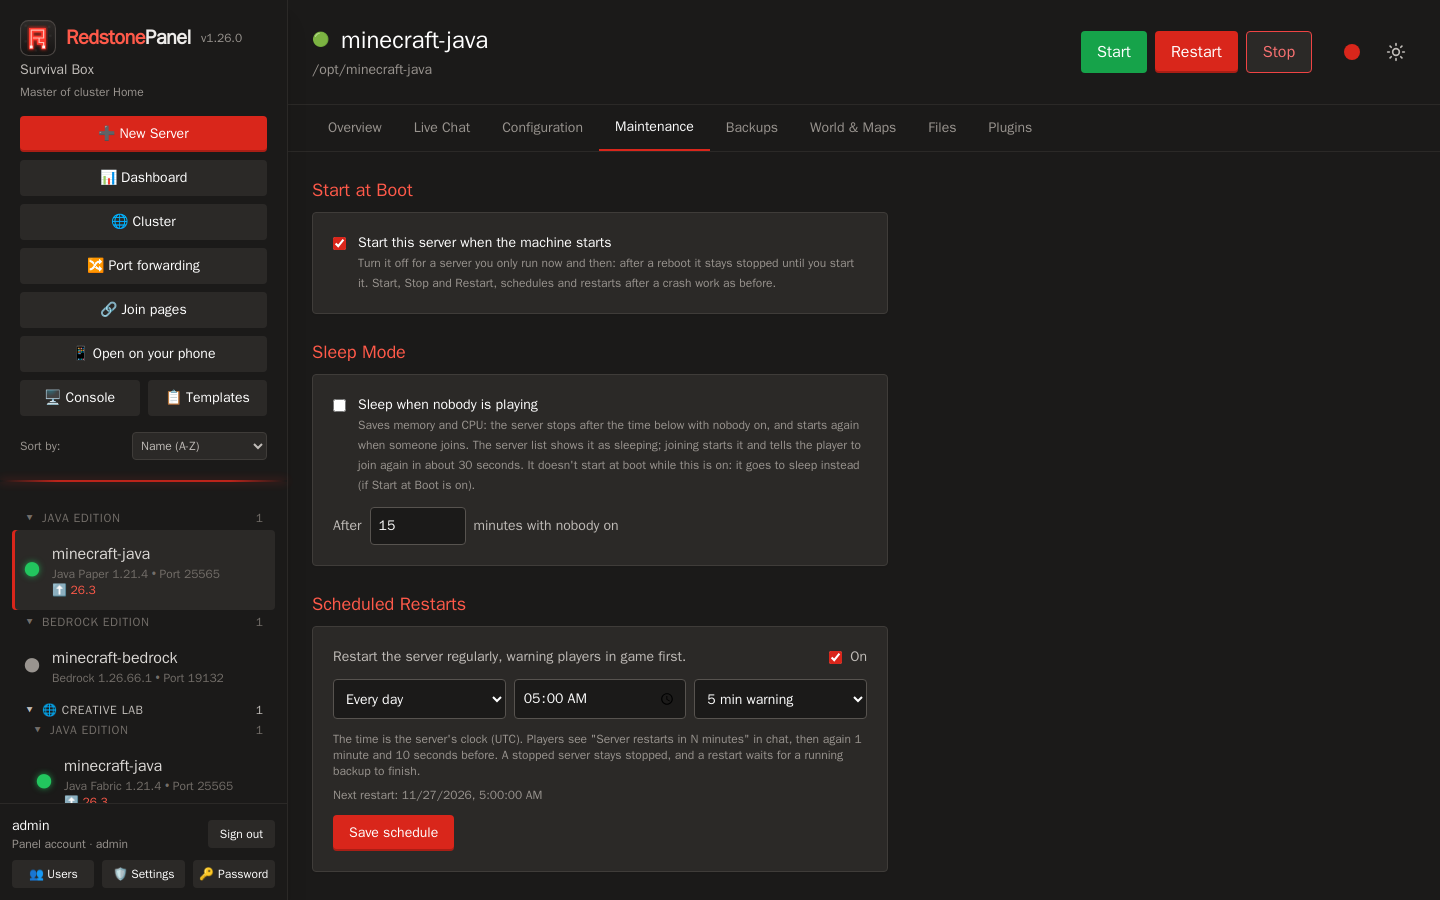 RedstonePanel v1.26.0
Survival Box
Master of cluster Home
➕ New Server
📊 Dashboard
🌐 Cluster
🔀 Port forwarding
🔗 Join pages
📱 Open on your phone
🖥️ Console
📋 Templates
Sort by:
Name (A-Z)
JAVA EDITION 1
minecraft-java
Java Paper 1.21.4 • Port 25565
⬆️ 26.3
BEDROCK EDITION 1
minecraft-bedrock
Bedrock 1.26.66.1 • Port 19132
🌐 CREATIVE LAB 1
JAVA EDITION 1
minecraft-java
Java Fabric 1.21.4 • Port 25565
⬆️ 26.3
admin
Panel account · admin
Sign out
👥 Users
🛡️ Settings
🔑 Password
minecraft-java
/opt/minecraft-java
Start
Restart
Stop
Overview
Live Chat
Configuration
Maintenance
Backups
World & Maps
Files
Plugins
Start at Boot
Start this server when the machine starts
Turn it off for a server you only run now and then: after a reboot it stays stopped until you start
it. Start, Stop and Restart, schedules and restarts after a crash work as before.
Sleep Mode
Sleep when nobody is playing
Saves memory and CPU: the server stops after the time below with nobody on, and starts again
when someone joins. The server list shows it as sleeping; joining starts it and tells the player to
join again in about 30 seconds. It doesn't start at boot while this is on: it goes to sleep instead
(if Start at Boot is on).
After 15 minutes with nobody on
Scheduled Restarts
Restart the server regularly, warning players in game first.
On
Every day
05:00 AM
5 min warning
The time is the server's clock (UTC). Players see "Server restarts in N minutes" in chat, then again 1
minute and 10 seconds before. A stopped server stays stopped, and a restart waits for a running
backup to finish.
Next restart: 11/27/2026, 5:00:00 AM
Save schedule